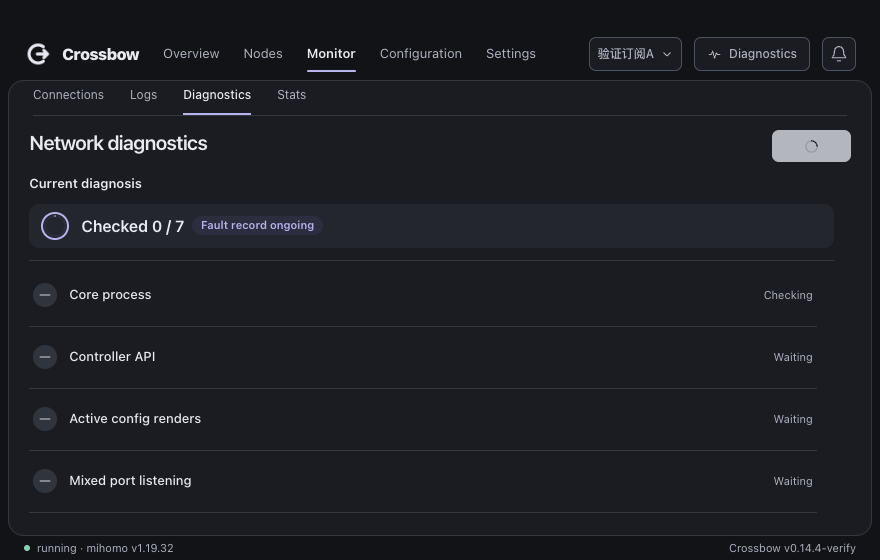 Crossbow
Overview
Nodes
Monitor
Configuration
Settings
验证订阅A
Diagnostics
Connections
Logs
Diagnostics
Stats
Network diagnostics
Current diagnosis
Checked 0 / 7
Fault record ongoing
Core process
Checking
Controller API
Waiting
Active config renders
Waiting
Mixed port listening
Waiting
running · mihomo v1.19.32
Crossbow v0.14.4-verify